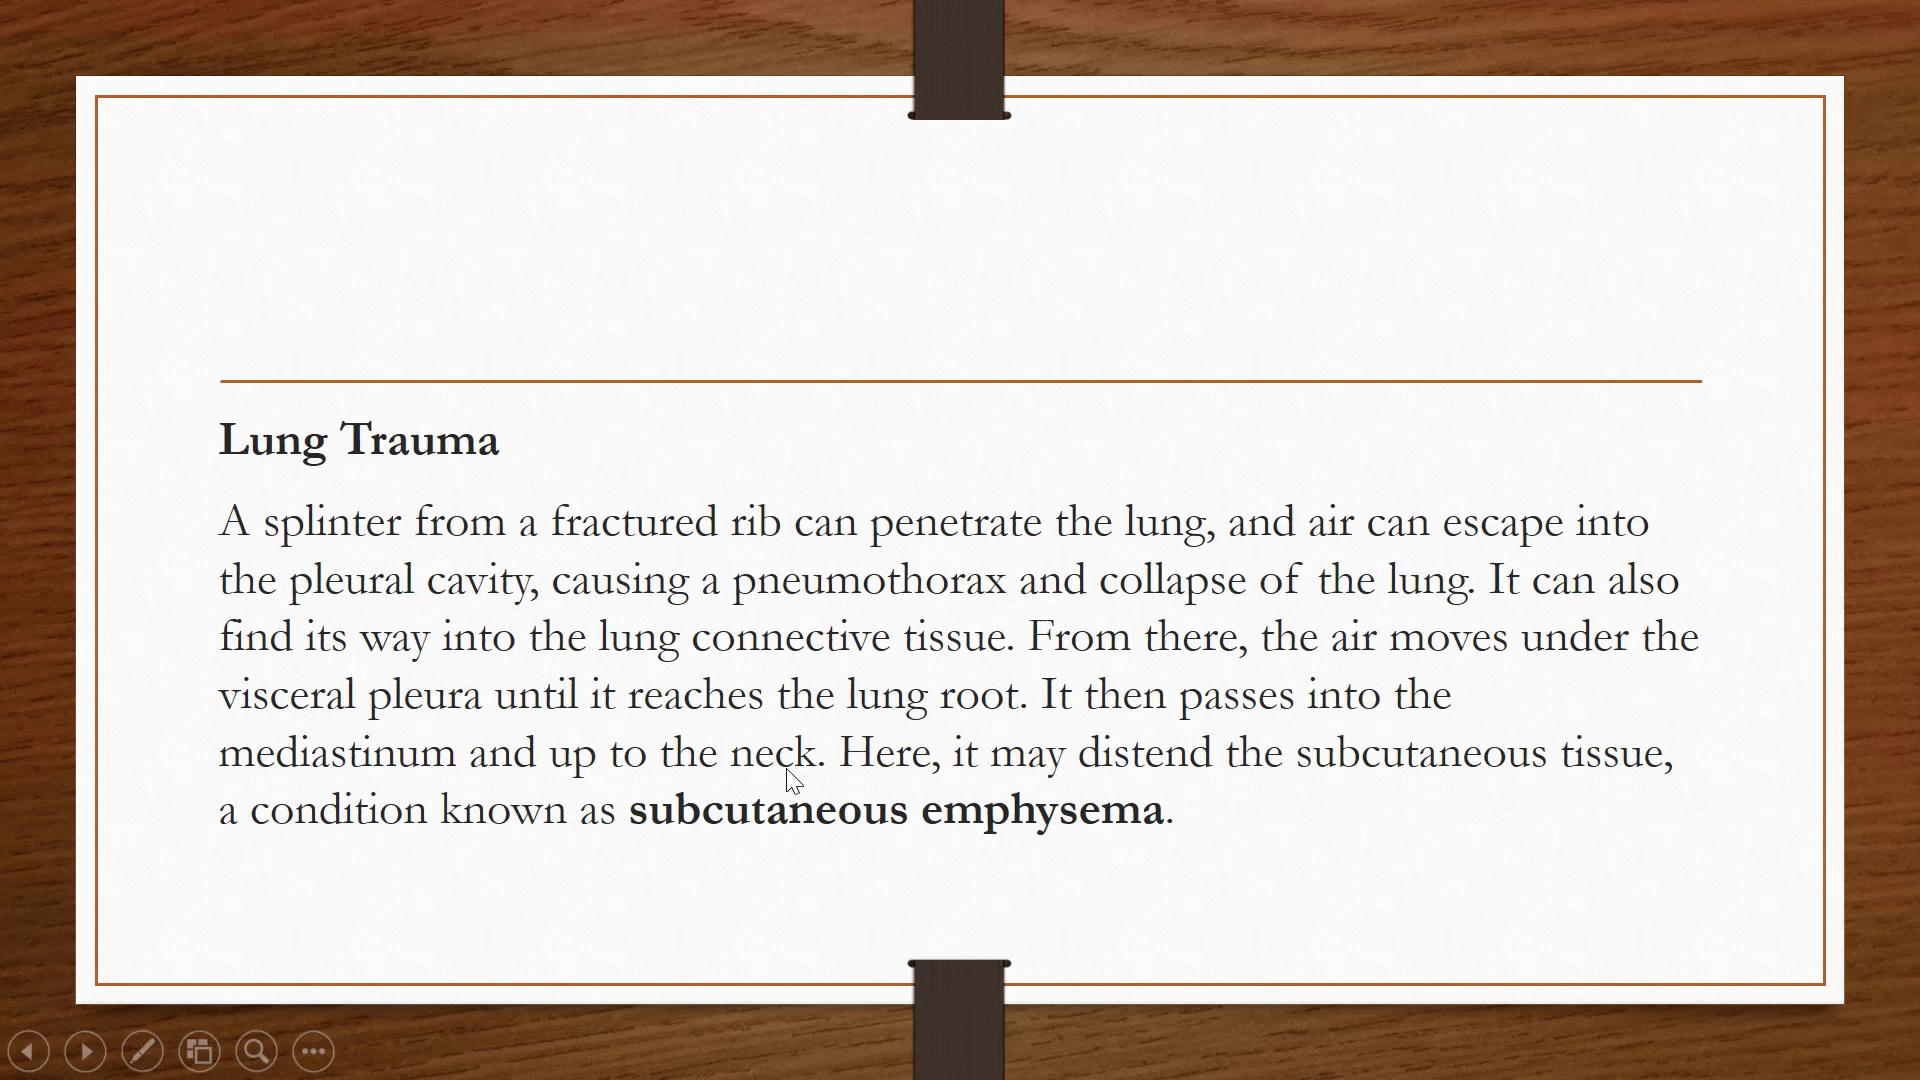 Lung Trauma
A splinter from a fractured rib can penetrate the lung, and air can escape into
the pleural cavity, causing a pneumothorax and collapse of the lung. It can also
find its way into the lung connective tissue. From there, the air moves under the
visceral pleura until it reaches the lung root. It then passes into the
mediastinum and up to the neck. Here, it may distend the subcutaneous tissue,
a condition known as subcutaneous emphysema.